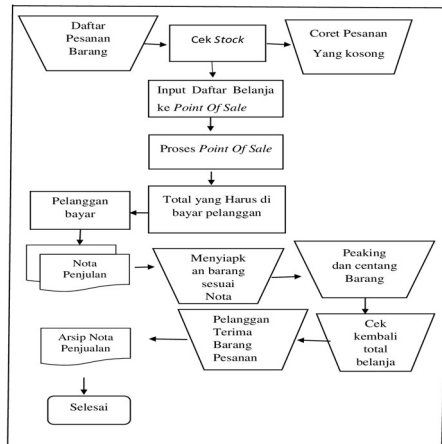 Daftar
Pesanan
Barang
Cek Stock
Coret Pesanan
Yang kosong
Input Daftar Belanja
ke Point Of Sale
Proses Point Of Sale
Pelanggan
bayar
Total yang Harus di
bayar pelanggan
Nota
Penjulan
Menyiapk
an barang
sesuai
Nota
Peaking
dan centang
Barang
Arsip Nota
Penjualan
Pelanggan
Terima
Barang
Pesanan
Cek
kembali
total
belanja
Selesai